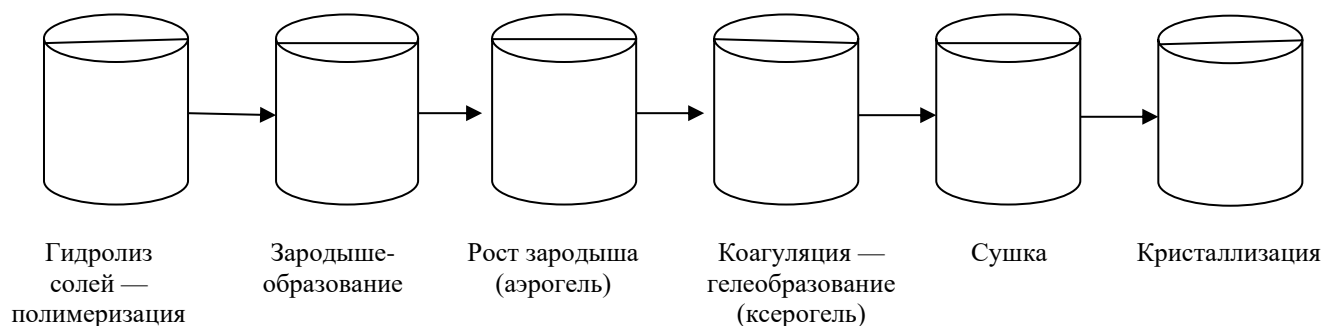 Гидролиз
солей —
полимеризация
Зародыше-
образование
Рост зародыша
(аэрогель)
Коагуляция —
гелеобразование
(ксерогель)
Сушка
Кристаллизация